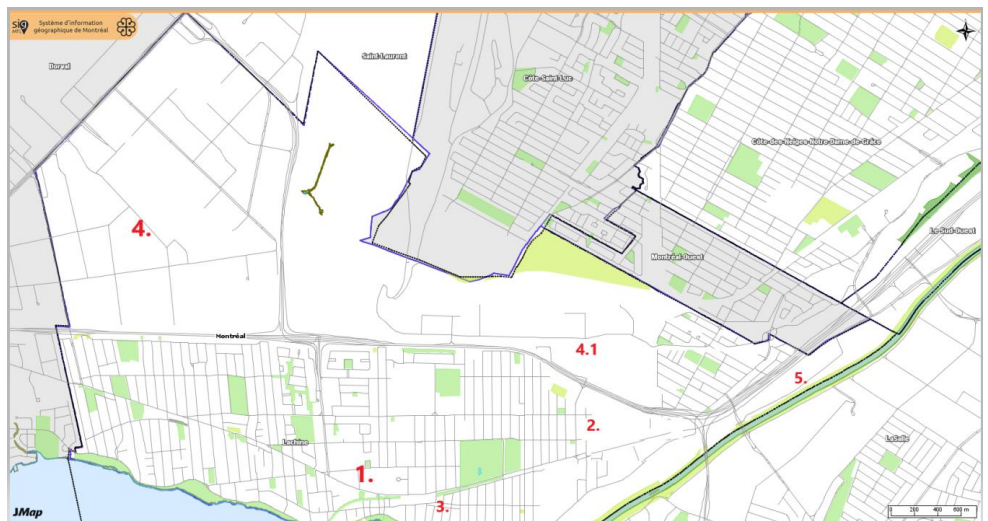 sig
MTL
Système d'information
géographique de Montréal
Dorval
Saint-Laurent
Côte-Saint-Luc
Côte-des-Neiges-Notre-Dame-de-Grâce
Le Sud-Ouest
4.
Montréal-Ouest
Montréal
4.1
5.
2.
Lachine
LaSalle
1.
3.
JMap
0 200 400 600 m